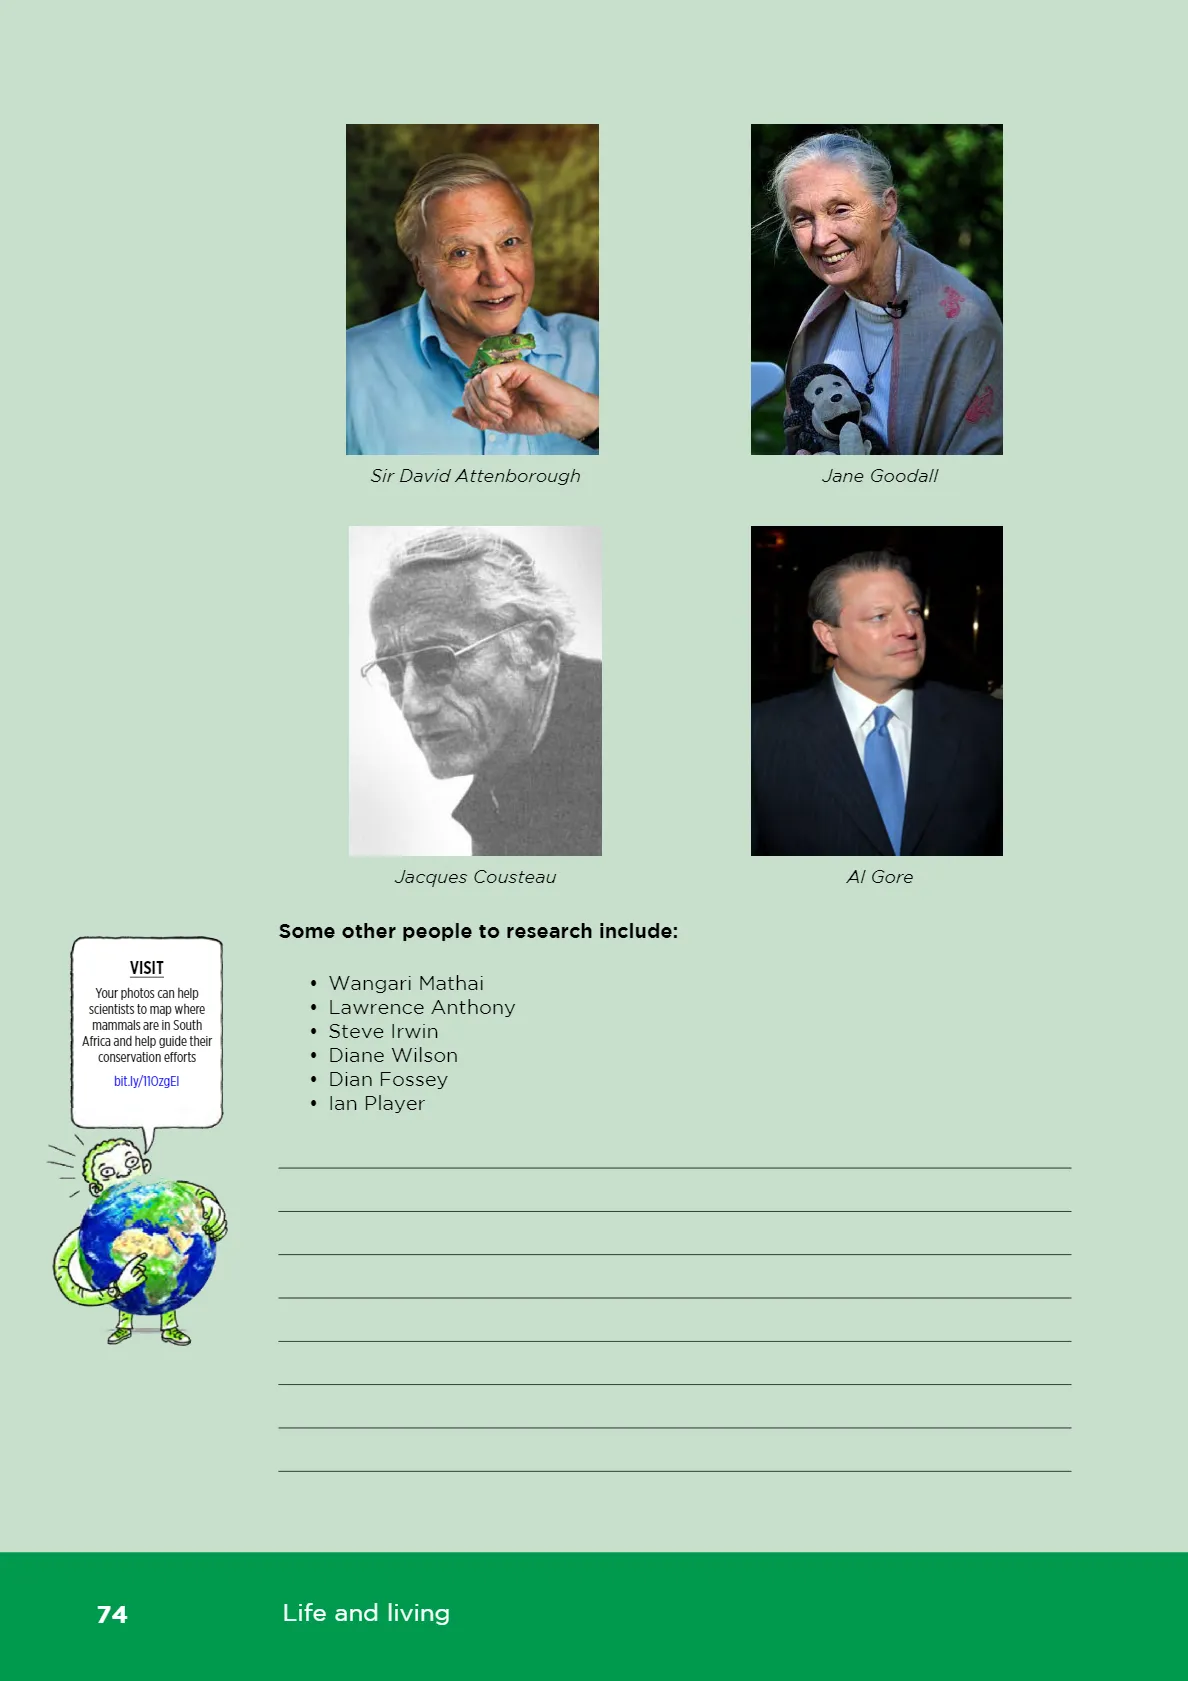 Sir David Attenborough
Jane Goodall
Jacques Cousteau
Al Gore
Some other people to research include:
• Wangari Mathai
• Lawrence Anthony
• Steve Irwin
• Diane Wilson
• Dian Fossey
• Ian Player
VISIT
Your photos can help
scientists to map where
mammals are in South
Africa and help guide their
conservation efforts
bit.ly/11OzgEI
74
Life and living